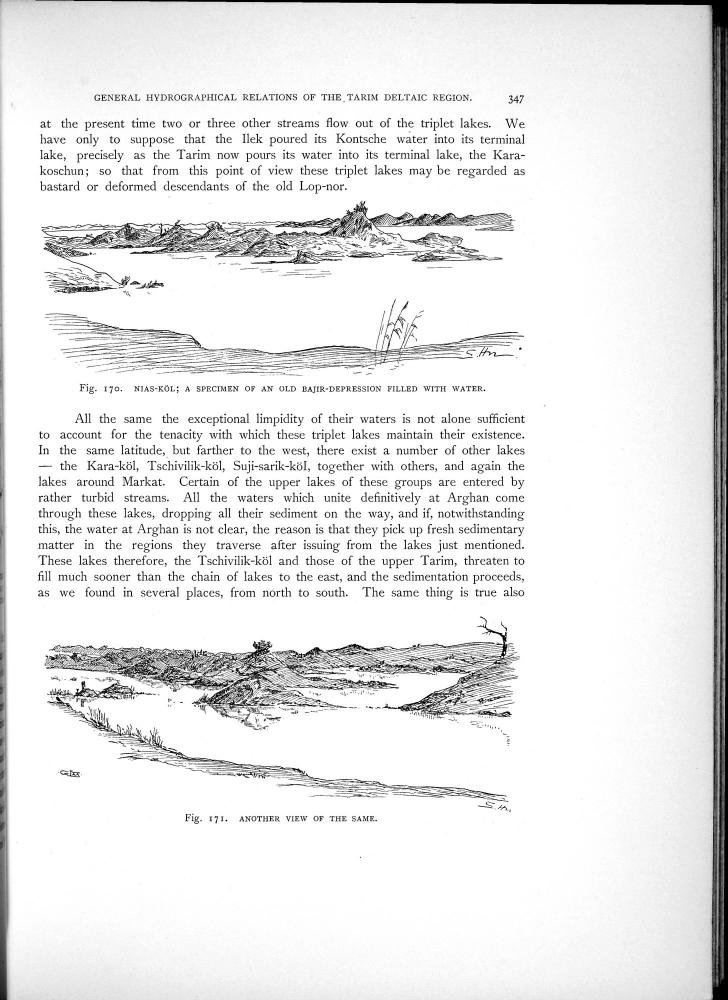 GENERAL HYDROGRAPHICAL RELATIONS OF THE TARIM DELTAIC REGION. 347
at the present time two or three other streams flow out of the triplet lakes. We
have only to suppose that the Ilek poured its Kontsche water into its terminal
lake, precisely as the Tarim now pours its water into its terminal lake, the Kara-
koschun; so that from this point of view these triplet lakes may be regarded as
bastard or deformed descendants of the old Lop-nor.
Fig. 170. NIAS-KÖL; A SPECIMEN OF AN OLD BAJIR-DEPRESSION FILLED WITH WATER.
All the same the exceptional limpidity of their waters is not alone sufficient
to account for the tenacity with which these triplet lakes maintain their existence.
In the same latitude, but farther to the west, there exist a number of other lakes
— the Kara-köl, Tschivilik-köl, Suji-sarik-köl, together with others, and again the
lakes around Markat. Certain of the upper lakes of these groups are entered by
rather turbid streams. All the waters which unite definitively at Arghan come
through these lakes, dropping all their sediment on the way, and if, notwithstanding
this, the water at Arghan is not clear, the reason is that they pick up fresh sedimentary
matter in the regions they traverse after issuing from the lakes just mentioned.
These lakes therefore, the Tschivilik-köl and those of the upper Tarim, threaten to
fill much sooner than the chain of lakes to the east, and the sedimentation proceeds,
as we found in several places, from north to south. The same thing is true also
Fig. 171. ANOTHER VIEW OF THE SAME.